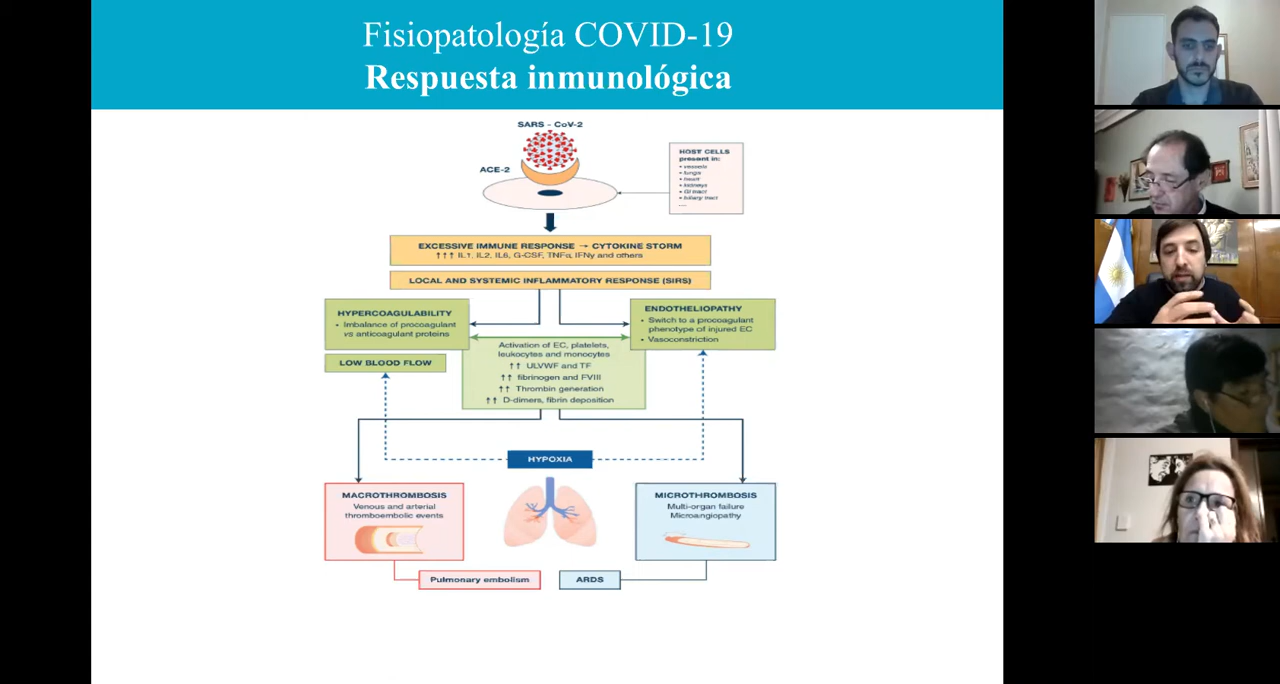 Fisiopatología COVID-19
Respuesta inmunológica
SARS - CoV-2
ACE-2
HOST CELLS
present in:
• vessels
• lungs
• heart
• kidneys
• GI tract
• biliary tract
....
EXCESSIVE IMMUNE RESPONSE → CYTOKINE STORM
↑↑↑ IL1, IL2, IL6, G-CSF, TNFα, IFNγ and others
LOCAL AND SYSTEMIC INFLAMMATORY RESPONSE (SIRS)
HYPERCOAGULABILITY
• Imbalance of procoagulant
vs anticoagulant proteins
LOW BLOOD FLOW
ENDOTHELIOPATHY
• Switch to a procoagulant
phenotype of injured EC
• Vasoconstriction
Activation of EC, platelets,
leukocytes and monocytes
↑↑ ULVWF and TF
↑↑ fibrinogen and FVIII
↑↑ Thrombin generation
↑↑ D-dimers, fibrin deposition
HYPOXIA
MACROTHROMBOSIS
Venous and arterial
thromboembolic events
MICROTHROMBOSIS
Multi-organ failure
Microangiopathy
Pulmonary embolism
ARDS